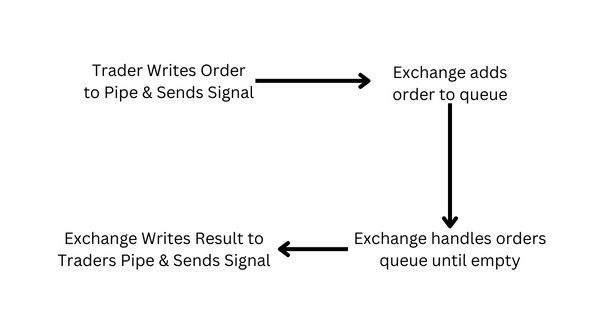 Trader Writes Order
to Pipe & Sends Signal
Exchange adds
order to queue
Exchange handles orders
queue until empty
Exchange Writes Result to
Traders Pipe & Sends Signal